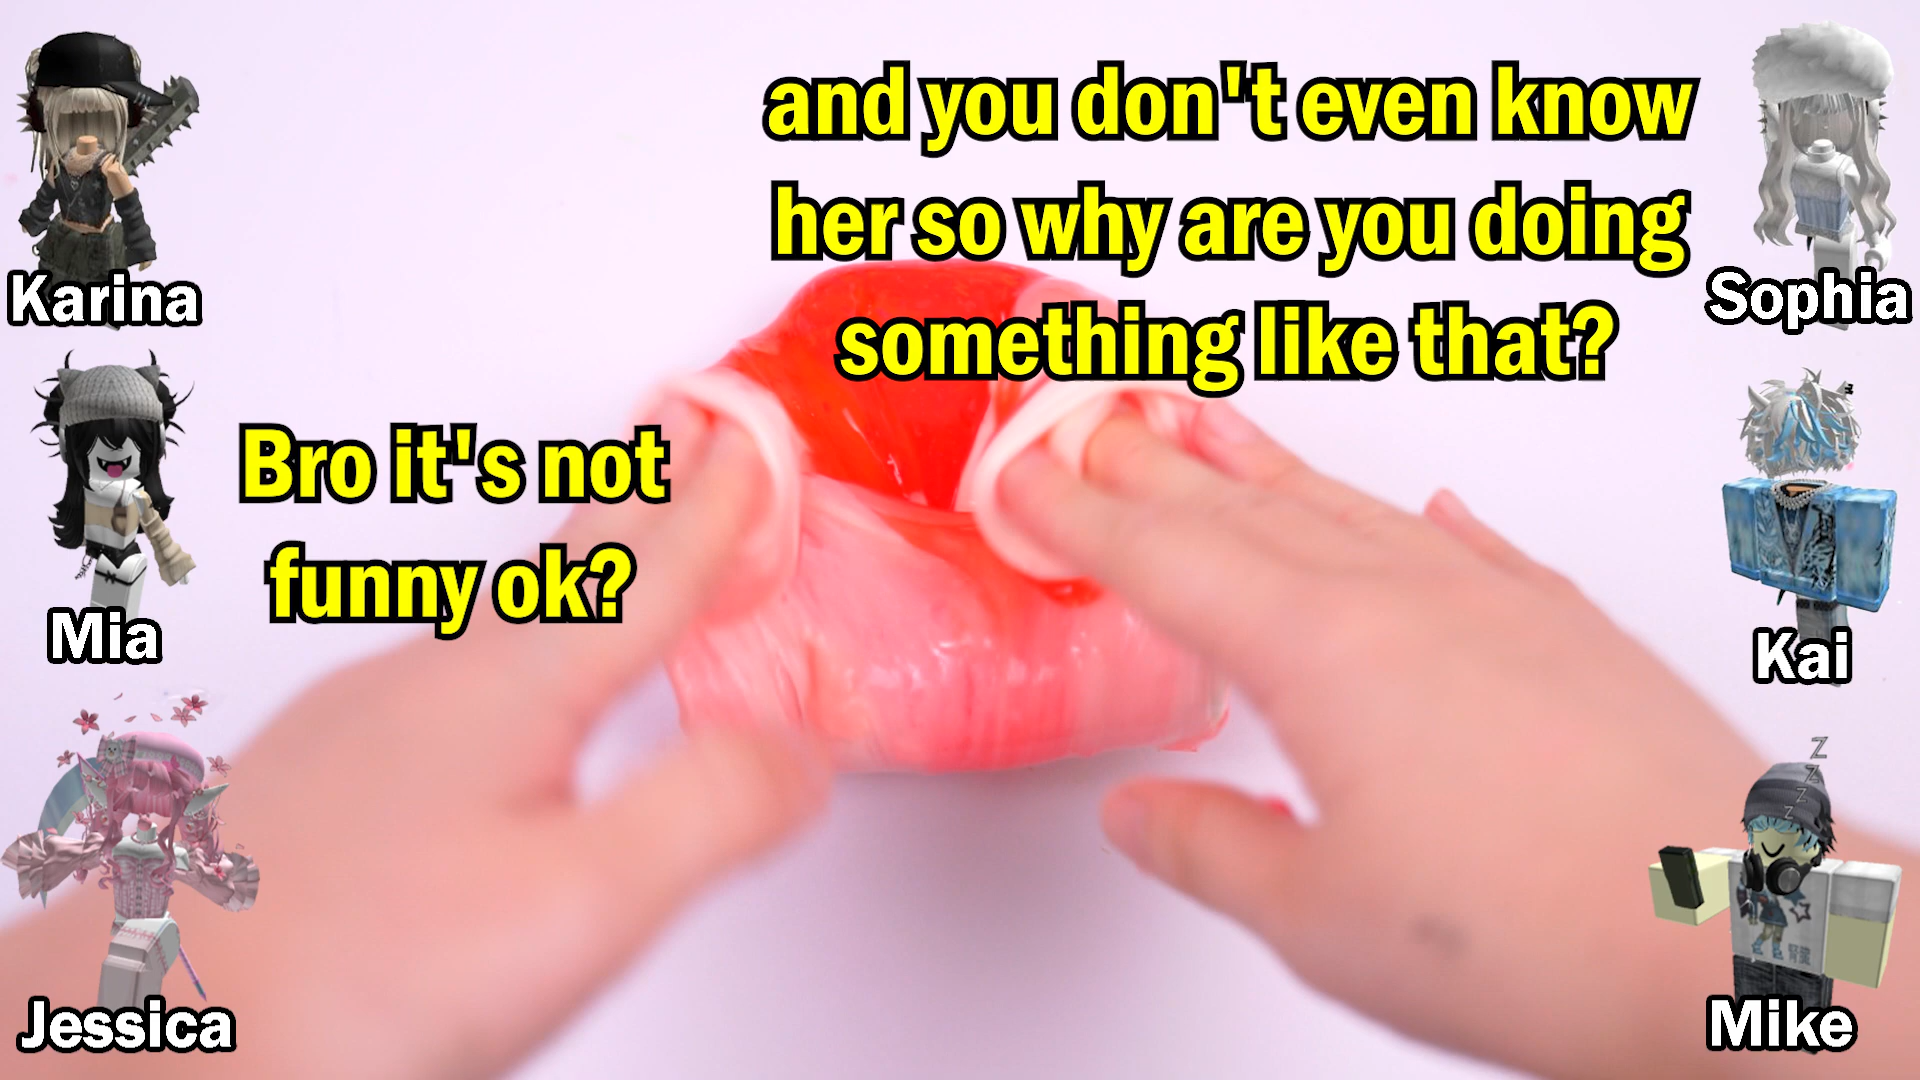 and you don't even know
her so why are you doing
something like that?
Karina
Sophia
Bro it's not
funny ok?
Mia
Kai
Z
Z
Z
Z
Jessica
Mike